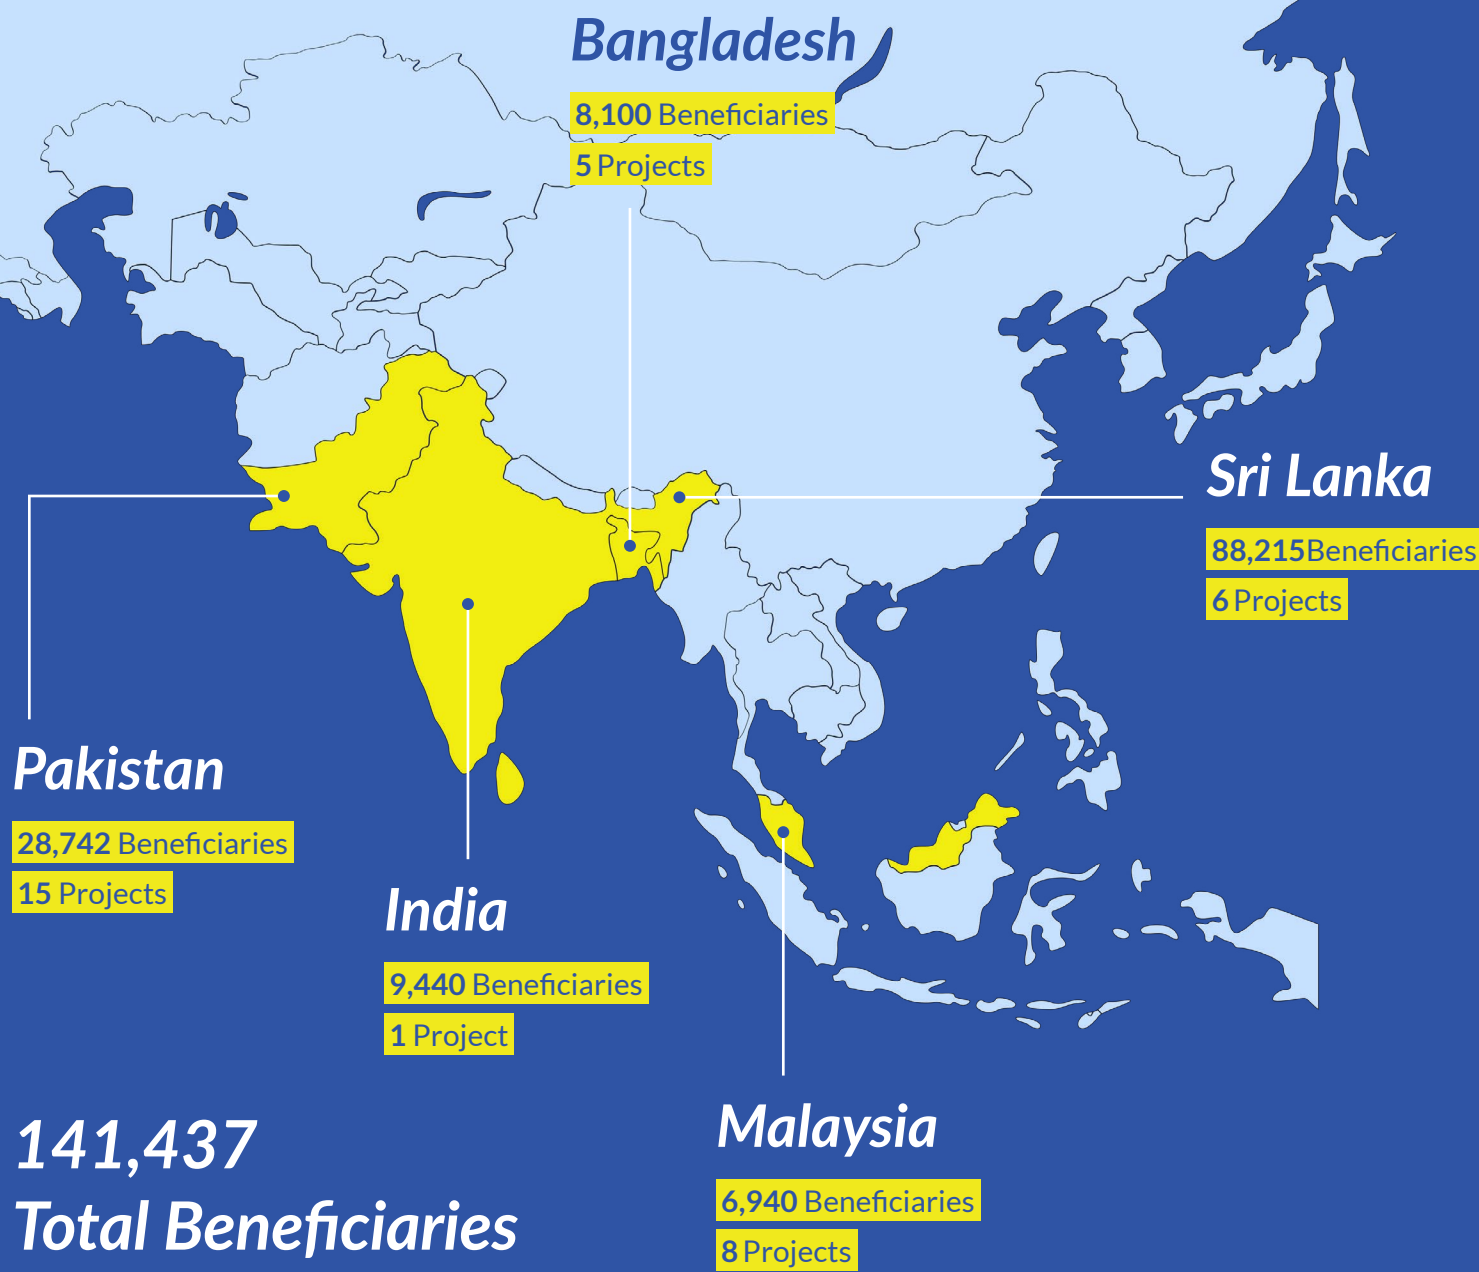 Bangladesh
8,100 Beneficiaries
5 Projects
Sri Lanka
88,215Beneficiaries
6 Projects
Pakistan
28,742 Beneficiaries
15 Projects
India
9,440 Beneficiaries
1 Project
Malaysia
6,940 Beneficiaries
8 Projects
141,437
Total Beneficiaries